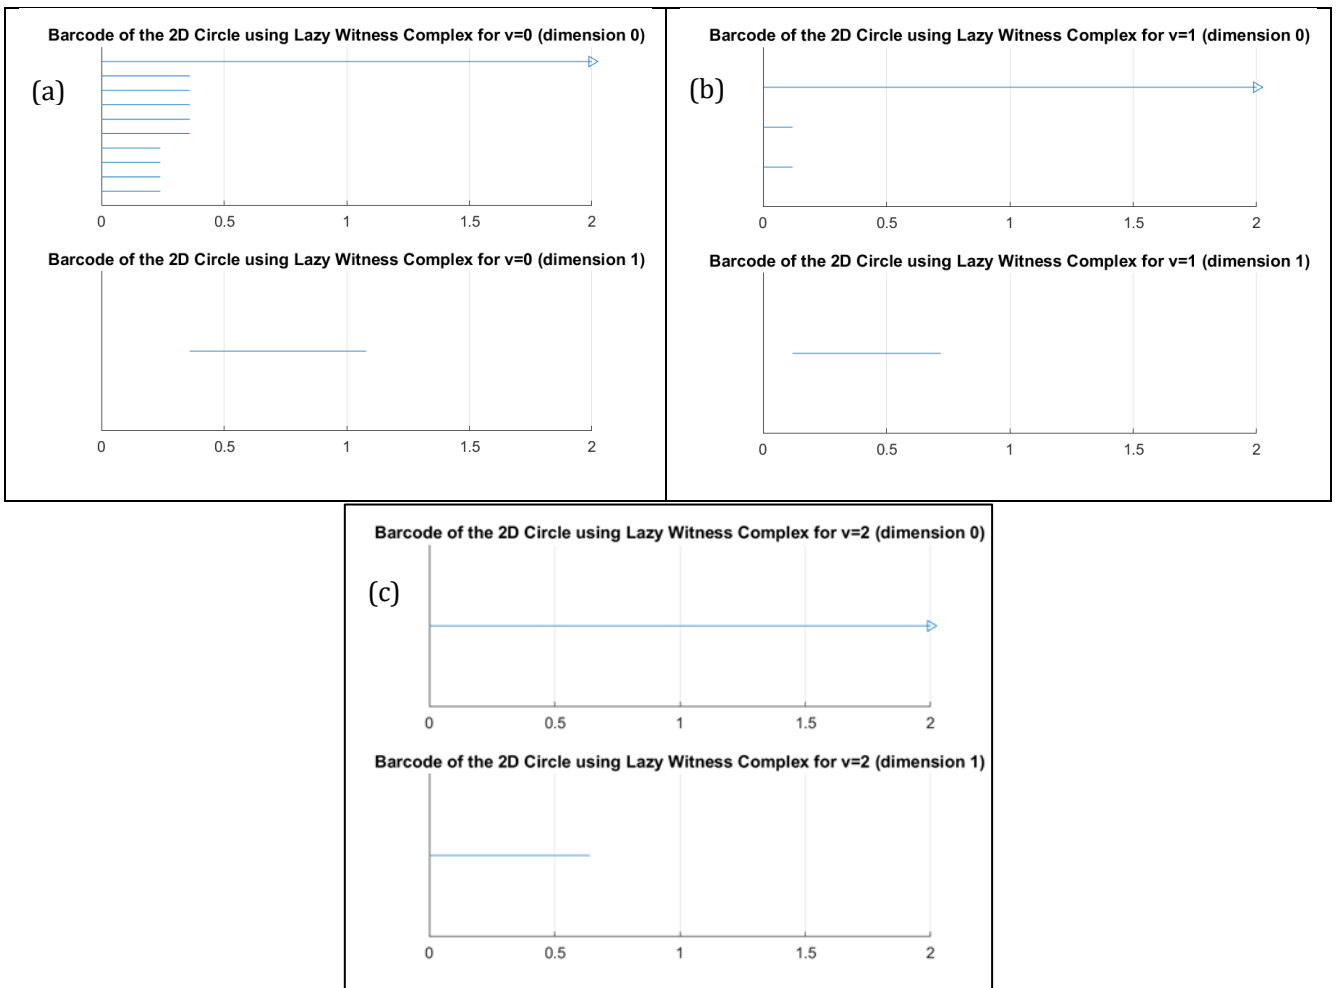 Barcode of the 2D Circle using Lazy Witness Complex for v=0 (dimension 0)
(a)
0 0.5 1 1.5 2
Barcode of the 2D Circle using Lazy Witness Complex for v=0 (dimension 1)
0 0.5 1 1.5 2
Barcode of the 2D Circle using Lazy Witness Complex for v=1 (dimension 0)
(b)
0 0.5 1 1.5 2
Barcode of the 2D Circle using Lazy Witness Complex for v=1 (dimension 1)
0 0.5 1 1.5 2
Barcode of the 2D Circle using Lazy Witness Complex for v=2 (dimension 0)
(c)
0 0.5 1 1.5 2
Barcode of the 2D Circle using Lazy Witness Complex for v=2 (dimension 1)
0 0.5 1 1.5 2